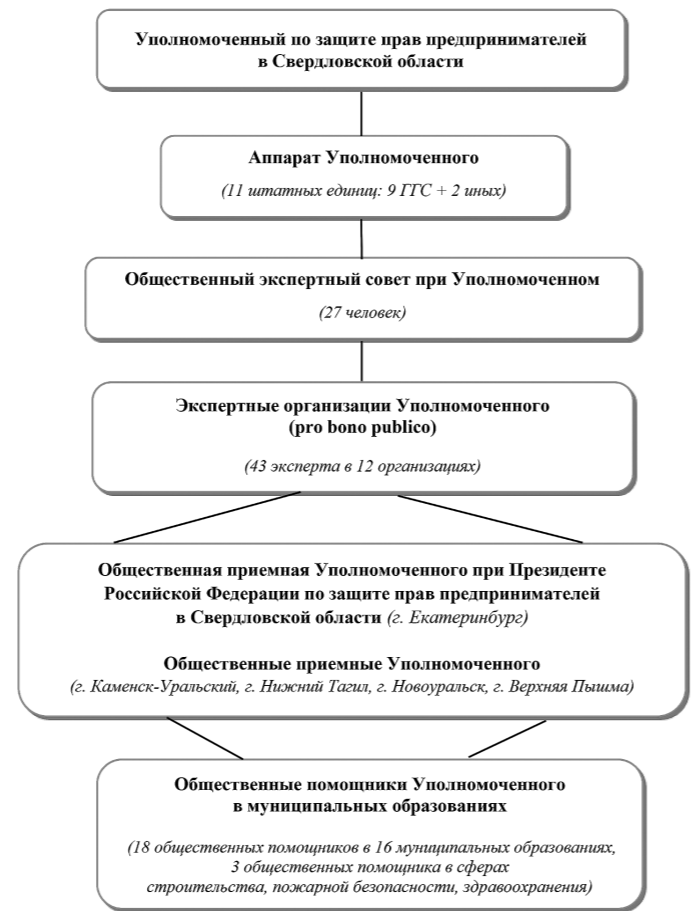 Уполномоченный по защите прав предпринимателей
в Свердловской области
Аппарат Уполномоченного
(11 штатных единиц: 9 ГГС + 2 иных)
Общественный экспертный совет при Уполномоченном
(27 человек)
Экспертные организации Уполномоченного
(pro bono publico)
(43 эксперта в 12 организациях)
Общественная приемная Уполномоченного при Президенте
Российской Федерации по защите прав предпринимателей
в Свердловской области (г. Екатеринбург)
Общественные приемные Уполномоченного
(г. Каменск-Уральский, г. Нижний Тагил, г. Новоуральск, г. Верхняя Пышма)
Общественные помощники Уполномоченного
в муниципальных образованиях
(18 общественных помощников в 16 муниципальных образованиях,
3 общественных помощника в сферах
строительства, пожарной безопасности, здравоохранения)